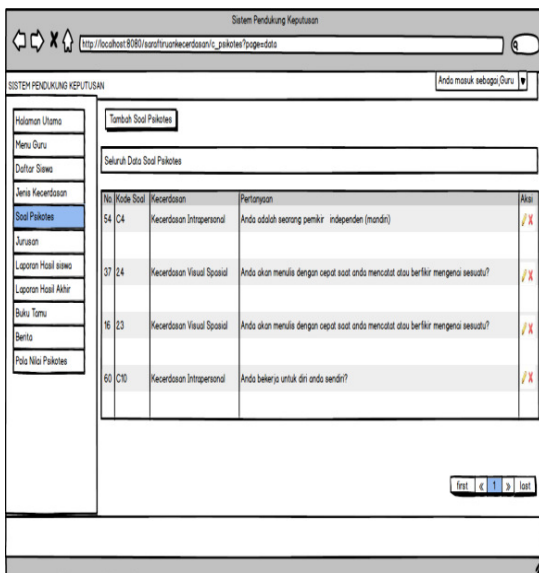 Sistem Pendukung Keputusan
http://localhost:8080/saraftiruankecerdasan/c_psikotes?page=data
SISTEM PENDUKUNG KEPUTUSAN
Anda masuk sebagai Guru
Halaman Utama
Menu Guru
Daftar Siswa
Jenis Kecerdasan
Soal Psikotes
Jurusan
Laporan Hasil siswa
Laporan Hasil Akhir
Buku Tamu
Berita
Pola Nilai Psikotes
Tambah Soal Psikotes
Seluruh Data Soal Psikotes
No Kode Soal Kecerdasan Pertanyaan Aksi
54 C4 Kecerdasan Intrapersonal Anda adalah seorang pemikir independen (mandiri)
37 24 Kecerdasan Visual Spasial Anda akan menulis dengan cepat saat anda mencatat atau berfikir mengenai sesuatu?
16 23 Kecerdasan Visual Spasial Anda akan menulis dengan cepat saat anda mencatat atau berfikir mengenai sesuatu?
60 C10 Kecerdasan Intrapersonal Anda bekerja untuk diri anda sendiri?
first « 1 » last